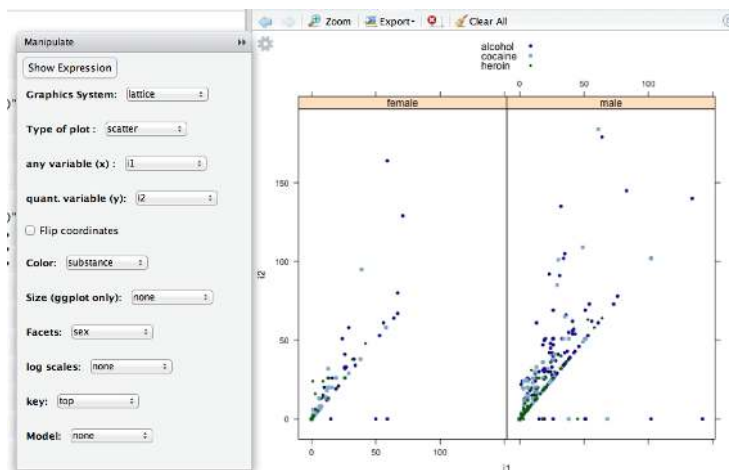 Zoom Export Clear All
Manipulate
Show Expression
Graphics System: lattice
Type of plot : scatter
any variable (x) : i1
quant. variable (y): i2
Flip coordinates
Color: substance
Size (ggplot only): none
Facets: sex
log scales: none
key: top
Model: none
alcohol
cocaine
heroin
0 50 100
female male
150
100
50
0
i2
0 50 100
i1